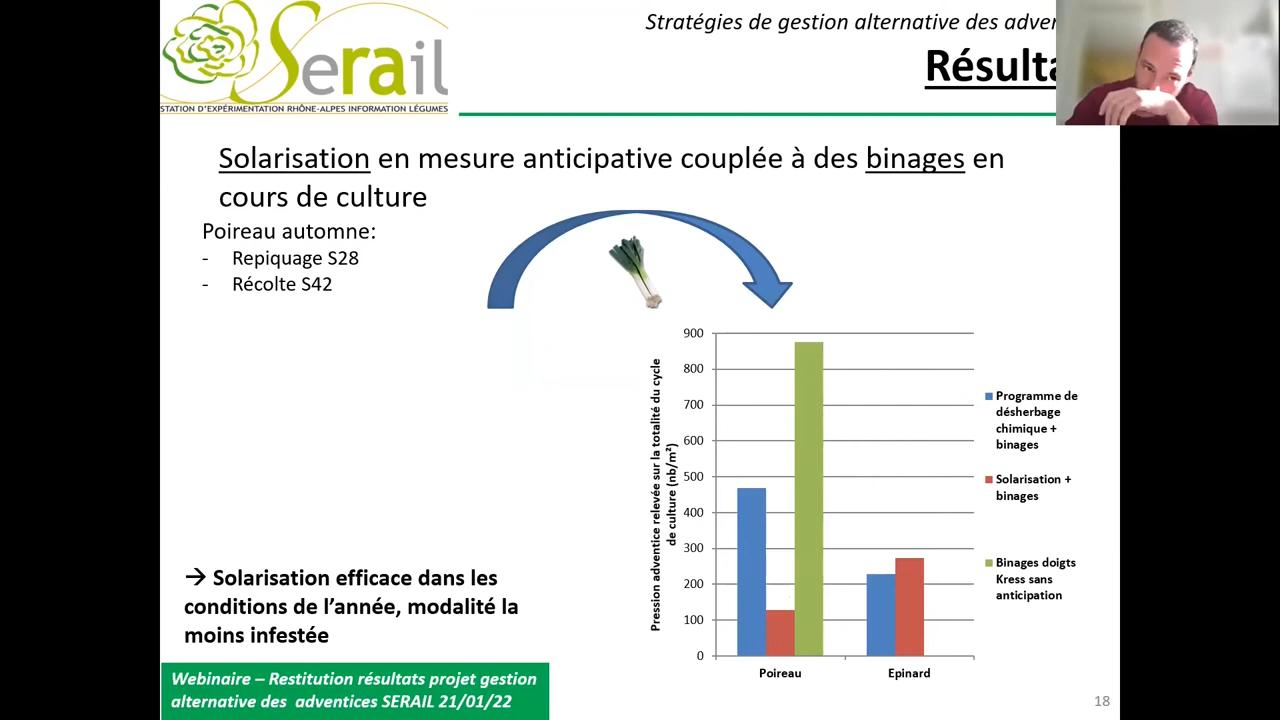 Serail
STATION D'EXPÉRIMENTATION RHÔNE-ALPES INFORMATION LÉGUMES
Stratégies de gestion alternative des
Solarisation en mesure anticipative couplée à des binages en
cours de culture
Poireau automne:
- Repiquage S28
- Récolte S42
Pression adventice relevée sur la totalité du cycle
de culture (nb/m²)
900
800
700
600
500
400
300
200
100
0
Poireau
Epinard
Programme de
désherbage
chimique +
binages
Solarisation +
binages
Binages doigts
Kress sans
anticipation
→ Solarisation efficace dans les
conditions de l'année, modalité la
moins infestée
Webinaire – Restitution résultats projet gestion
alternative des adventices SERAIL 21/01/22
18